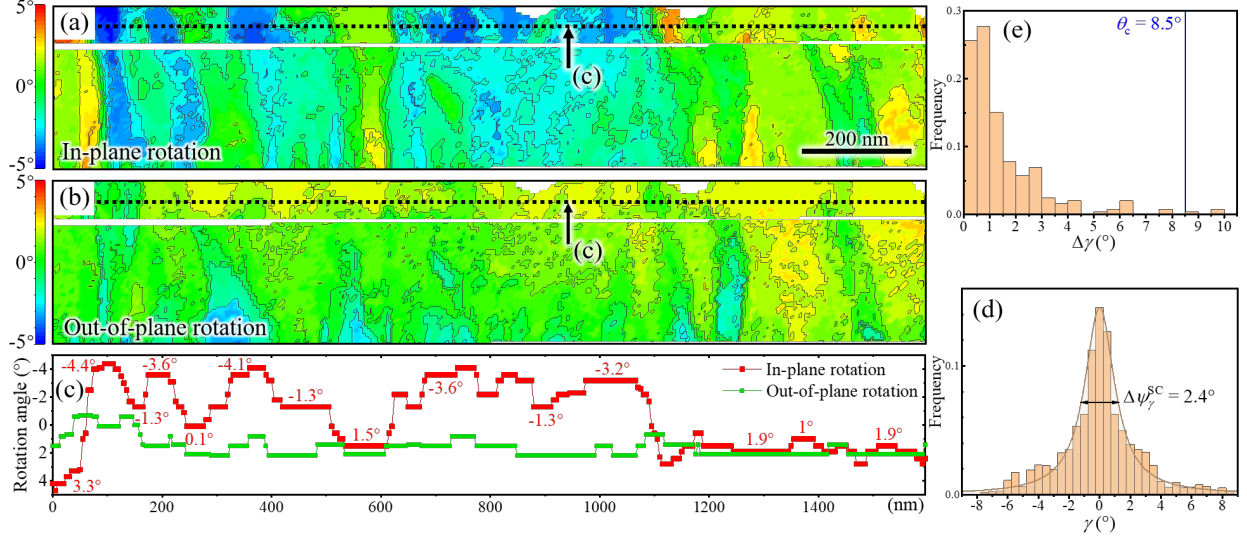 5°
0°
-5°
(a)
(c)
In-plane rotation
200 nm
5°
0°
-5°
(b)
(c)
Out-of-plane rotation
Rotation angle (°)
-4
-2
0
2
4
(c)
-4.4°
-3.6°
-4.1°
-1.3°
-1.3°
0.1°
3.3°
1.5°
-3.6°
-1.3°
-3.2°
1.9°
1°
1.9°
In-plane rotation
Out-of-plane rotation
0
200
400
600
800
1000
1200
1400
(nm)
(e)
θc = 8.5°
Frequency
0.3
0.2
0.1
0.0
0 1 2 3 4 5 6 7 8 9 10
Δγ(°)
(d)
Frequency
0.1
0.0
Δψγ^SC = 2.4°
-8 -6 -4 -2 0 2 4 6 8
γ(°)